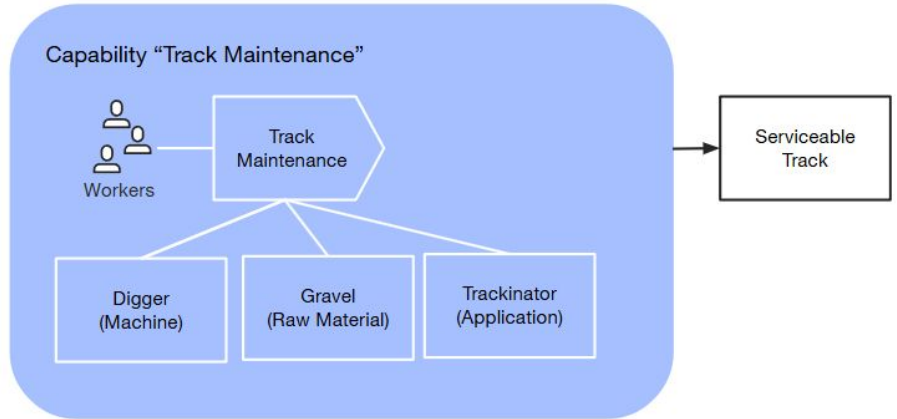 Capability “Track Maintenance”
Track
Maintenance
Workers
Serviceable
Track
Digger
(Machine)
Gravel
(Raw Material)
Trackinator
(Application)